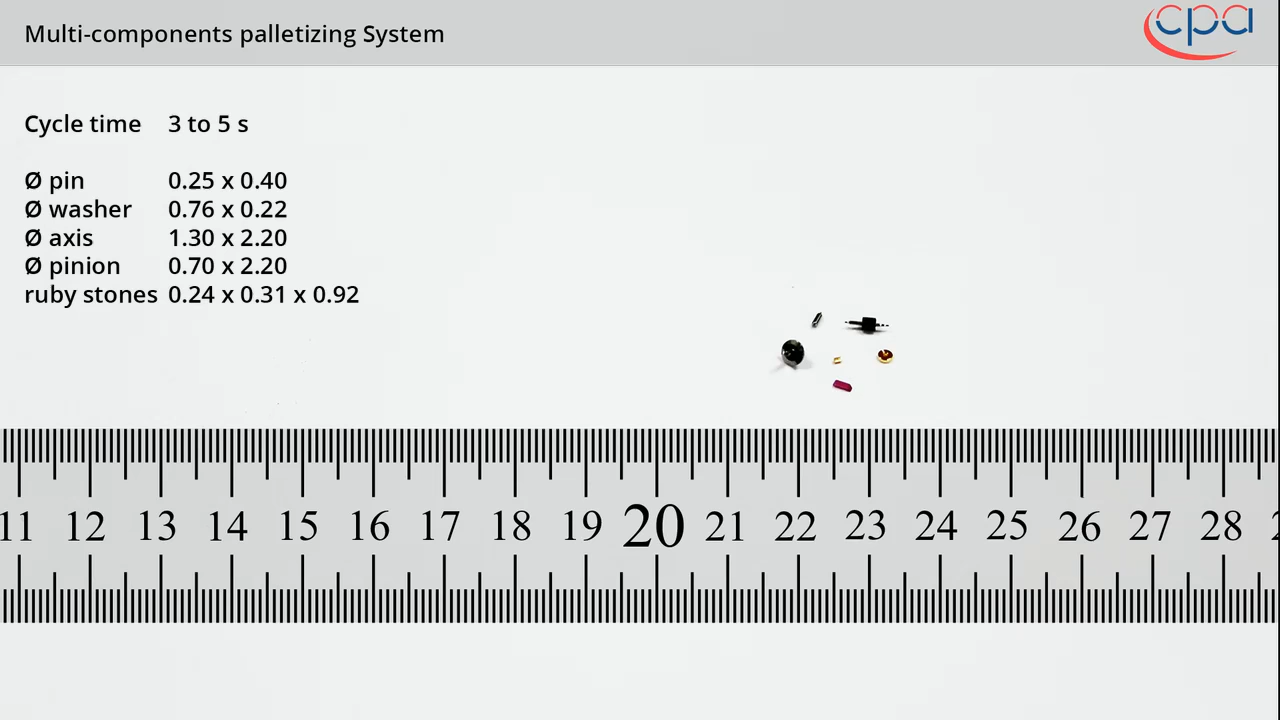 Multi-components palletizing System
cpa
Cycle time 3 to 5 s
Ø pin 0.25 x 0.40
Ø washer 0.76 x 0.22
Ø axis 1.30 x 2.20
Ø pinion 0.70 x 2.20
ruby stones 0.24 x 0.31 x 0.92
11 12 13 14 15 16 17 18 19 20 21 22 23 24 25 26 27 28